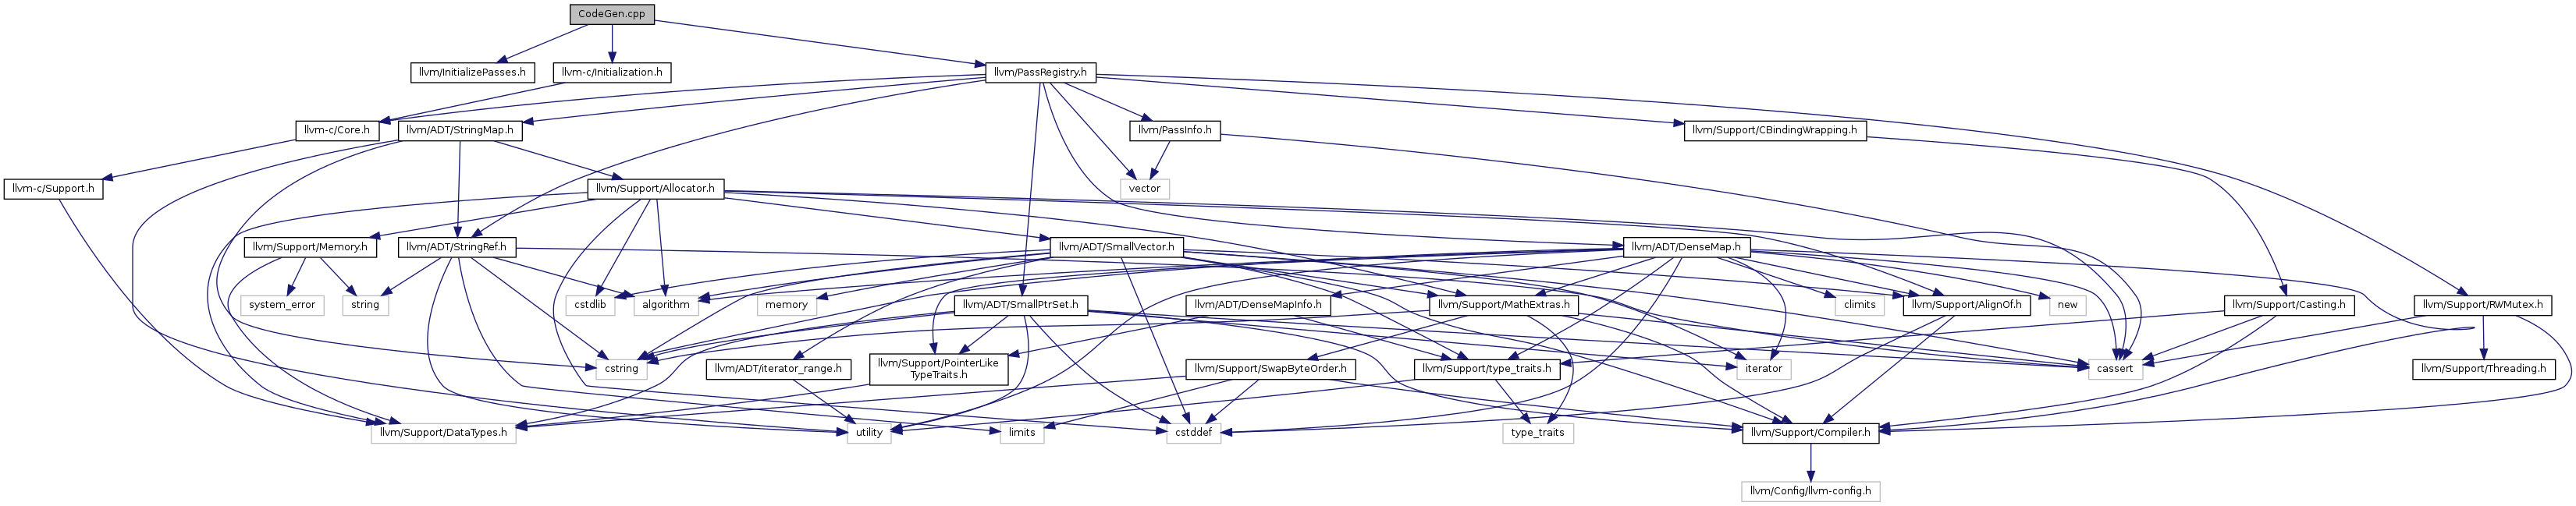 CodeGen.cpp
llvm/InitializePasses.h
llvm-c/Initialization.h
llvm/PassRegistry.h
llvm-c/Core.h
llvm/ADT/StringMap.h
llvm/PassInfo.h
llvm/Support/CBindingWrapping.h
llvm-c/Support.h
llvm/Support/Allocator.h
vector
llvm/Support/Memory.h
llvm/ADT/StringRef.h
llvm/ADT/SmallVector.h
llvm/ADT/DenseMap.h
system_error
string
cstdlib
algorithm
memory
llvm/ADT/SmallPtrSet.h
llvm/ADT/DenseMapInfo.h
llvm/Support/MathExtras.h
climits
llvm/Support/AlignOf.h
new
llvm/Support/Casting.h
llvm/Support/RWMutex.h
cstring
llvm/ADT/iterator_range.h
llvm/Support/PointerLike
TypeTraits.h
llvm/Support/SwapByteOrder.h
llvm/Support/type_traits.h
iterator
cassert
llvm/Support/Threading.h
llvm/Support/DataTypes.h
utility
limits
cstddef
type_traits
llvm/Support/Compiler.h
llvm/Config/llvm-config.h